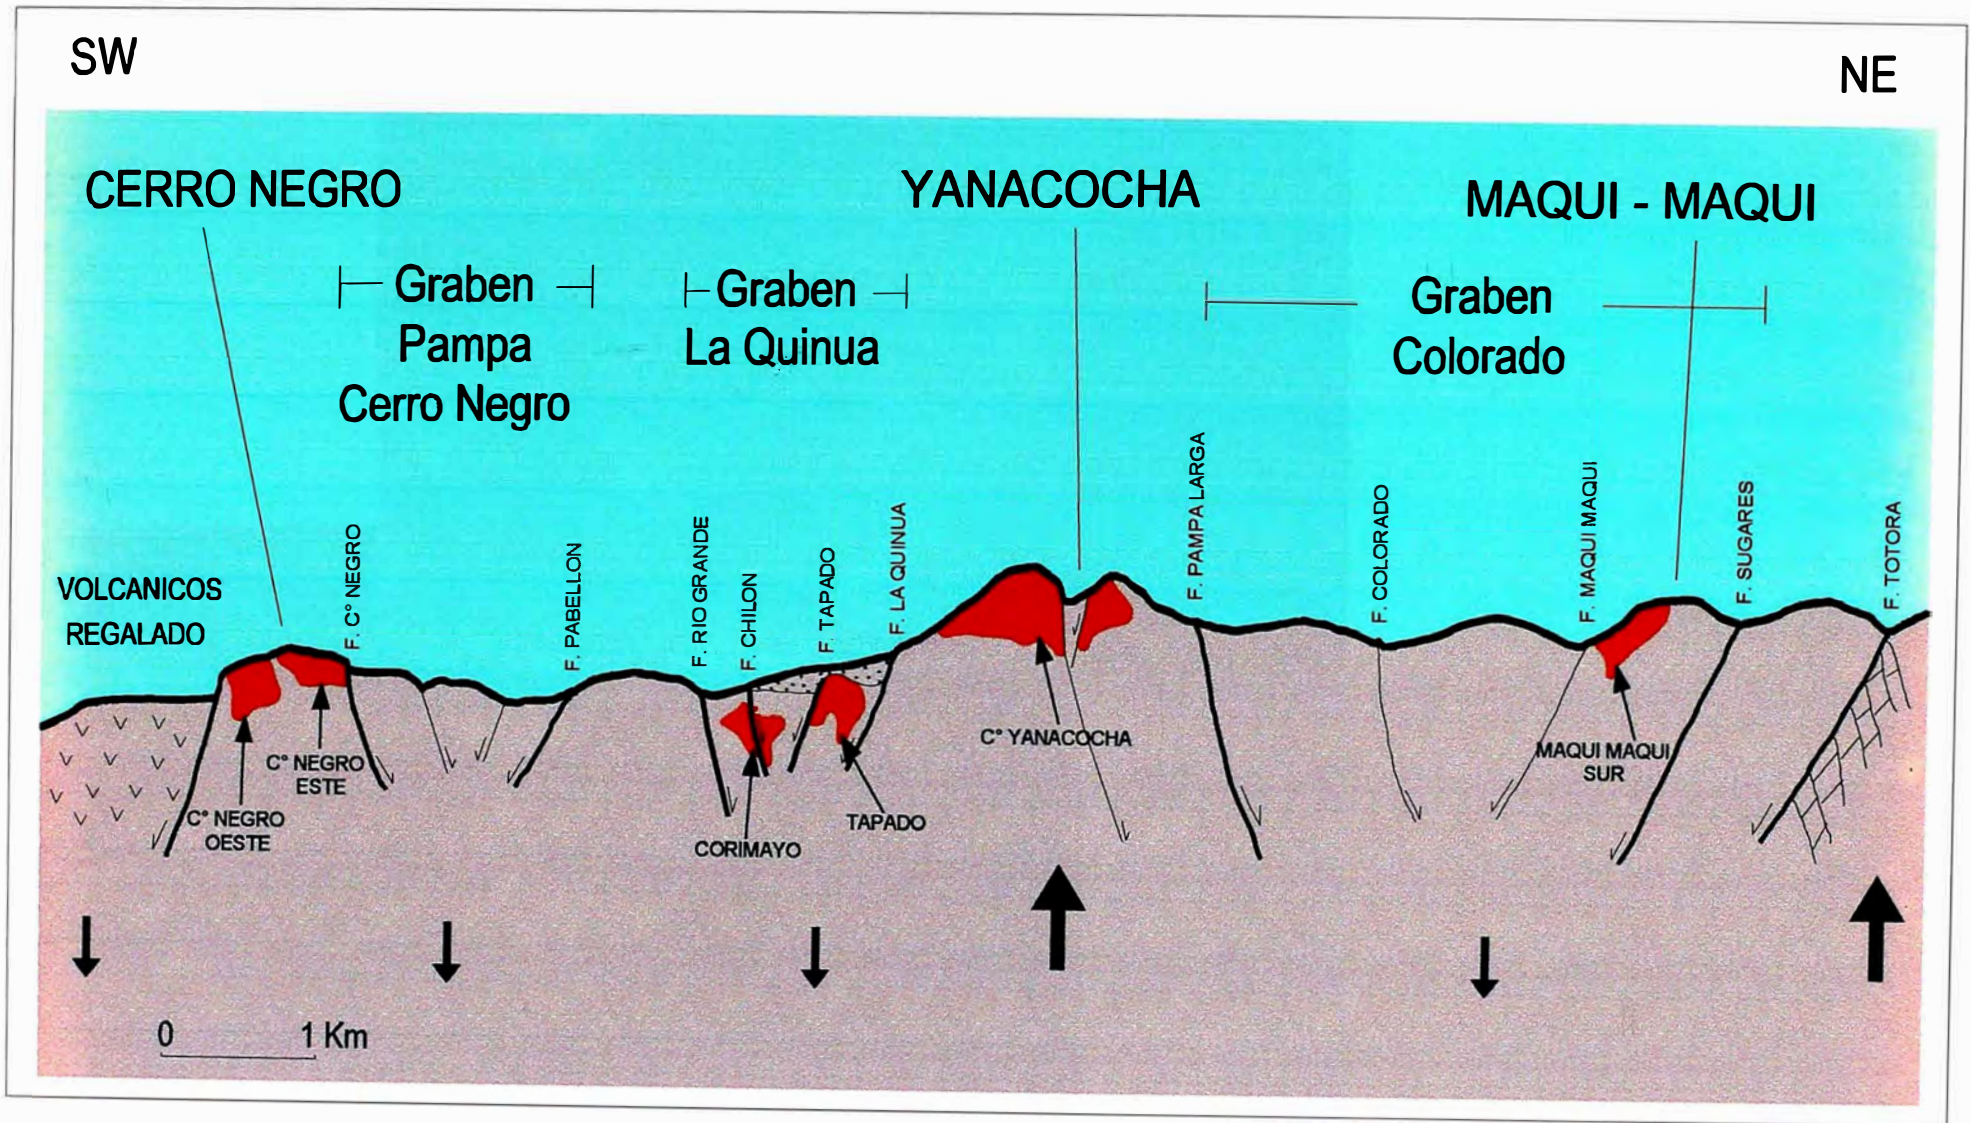 SW
NE
CERRO NEGRO
YANACOCHA
MAQUI - MAQUI
Graben
Pampa
Cerro Negro
Graben
La Quinua
Graben
Colorado
VOLCANICOS
REGALADO
F. C° NEGRO
F. PABELLON
F. RIO GRANDE
F. CHILON
F. TAPADO
F. LA QUINUA
F. PAMPA LARGA
F. COLORADO
F. MAQUI MAQUI
F. SUGARES
F. TOTORA
C° NEGRO
ESTE
C° NEGRO
OESTE
CORIMAYO
TAPADO
C° YANACOCHA
MAQUI MAQUI
SUR
0 1 Km